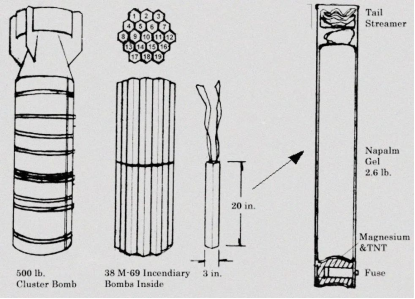 1 2 3
4 5 6 7
8 9 10 11 12
13 14 15 16
17 18 19
Tail
Streamer
Napalm
Gel
2.6 lb.
20 in.
Magnesium
&TNT
Fuse
500 lb.
Cluster Bomb
38 M-69 Incendiary
Bombs Inside
3 in.